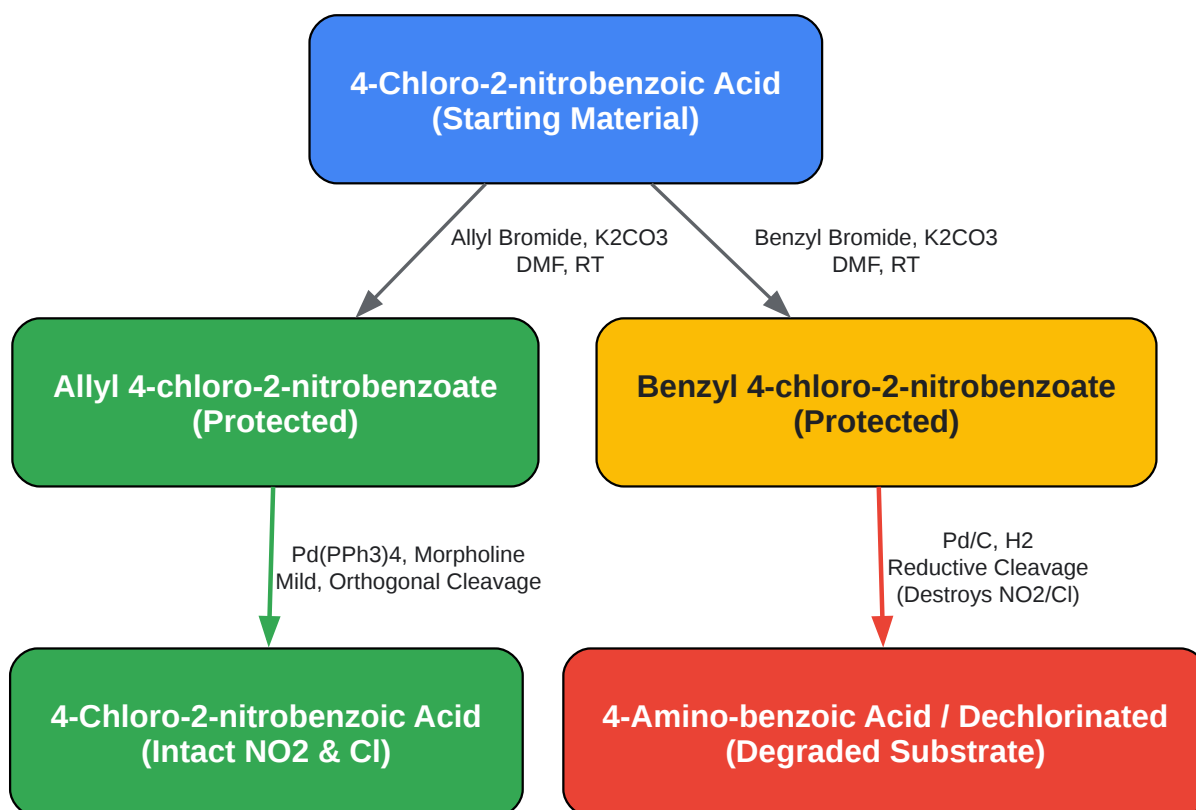 4-Chloro-2-nitrobenzoic Acid
(Starting Material)
Allyl Bromide, K2CO3
DMF, RT
Benzyl Bromide, K2CO3
DMF, RT
Allyl 4-chloro-2-nitrobenzoate
(Protected)
Benzyl 4-chloro-2-nitrobenzoate
(Protected)
Pd(PPh3)4, Morpholine
Mild, Orthogonal Cleavage
Pd/C, H2
Reductive Cleavage
(Destroys NO2/Cl)
4-Chloro-2-nitrobenzoic Acid
(Intact NO2 & Cl)
4-Amino-benzoic Acid / Dechlorinated
(Degraded Substrate)